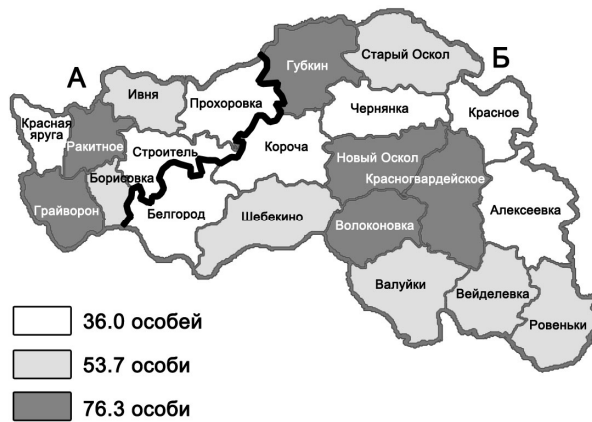 Старый Оскол
Губкин
А
Б
Ивня
Прохоровка
Чернянка
Красное
Красная
яруга
Ракитное
Строитель
Короча
Новый Оскол
Красногвардейское
Борисовка
Грайворон
Белгород
Шебекино
Волоконовка
Алексеевка
Валуйки
Вейделевка
Ровеньки
36.0 особей
53.7 особи
76.3 особи